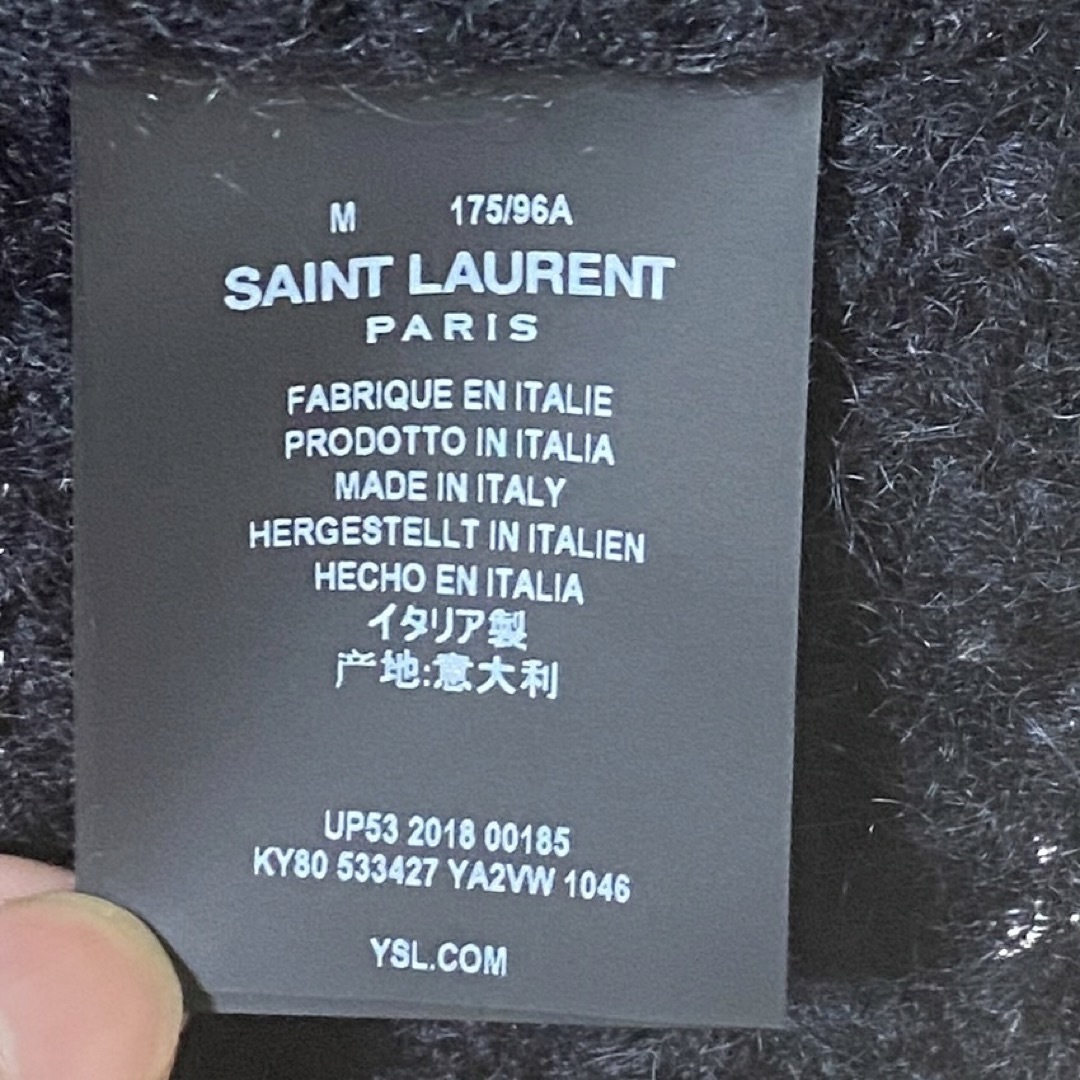 M 175/96A
SAINT LAURENT
PARIS
FABRIQUE EN ITALIE
PRODOTTO IN ITALIA
MADE IN ITALY
HERGESTELLT IN ITALIEN
HECHO EN ITALIA
イタリア製
产地:意大利
UP53 2018 00185
KY80 533427 YA2VW 1046
YSL.COM